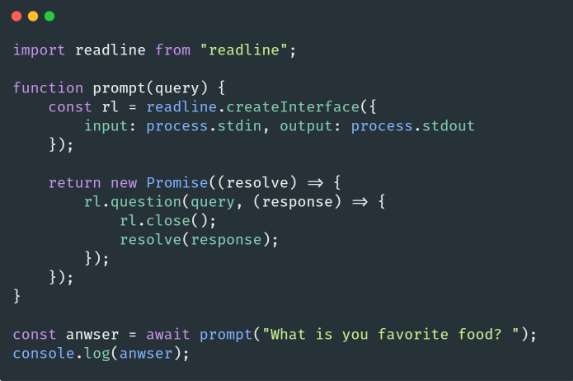 import readline from "readline";

function prompt(query) {
    const rl = readline.createInterface({
        input: process.stdin, output: process.stdout
    });

    return new Promise((resolve) => {
        rl.question(query, (response) => {
            rl.close();
            resolve(response);
        });
    });
}

const anwser = await prompt("What is you favorite food? ");
console.log(anwser);